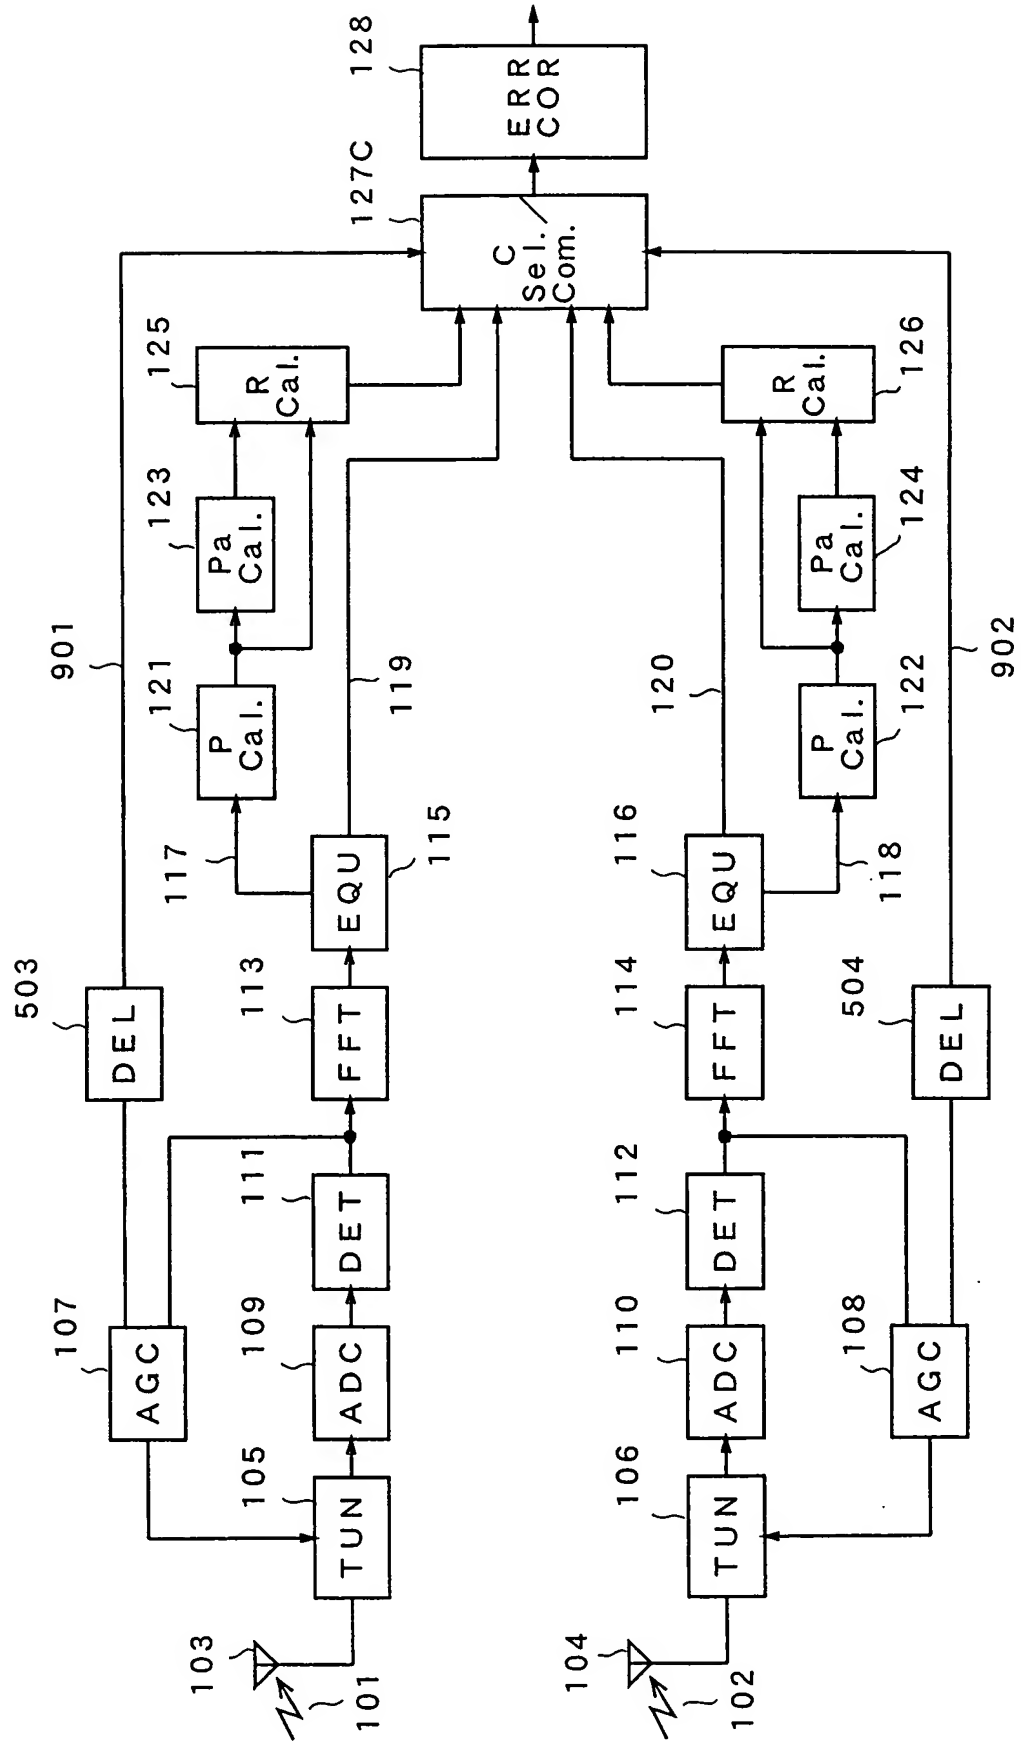 103
101
105
TUN
107
AGC
109
ADC
111
DET
503
DEL
113
FFT
115
EQU
117
119
901
121
P
Cal.
123
Pa
Cal.
125
R
Cal.
127C
C
Sel.
Com.
128
ERR
COR
104
102
106
TUN
108
AGC
110
ADC
112
DET
504
DEL
114
FFT
116
EQU
118
120
902
122
P
Cal.
124
Pa
Cal.
126
R
Cal.